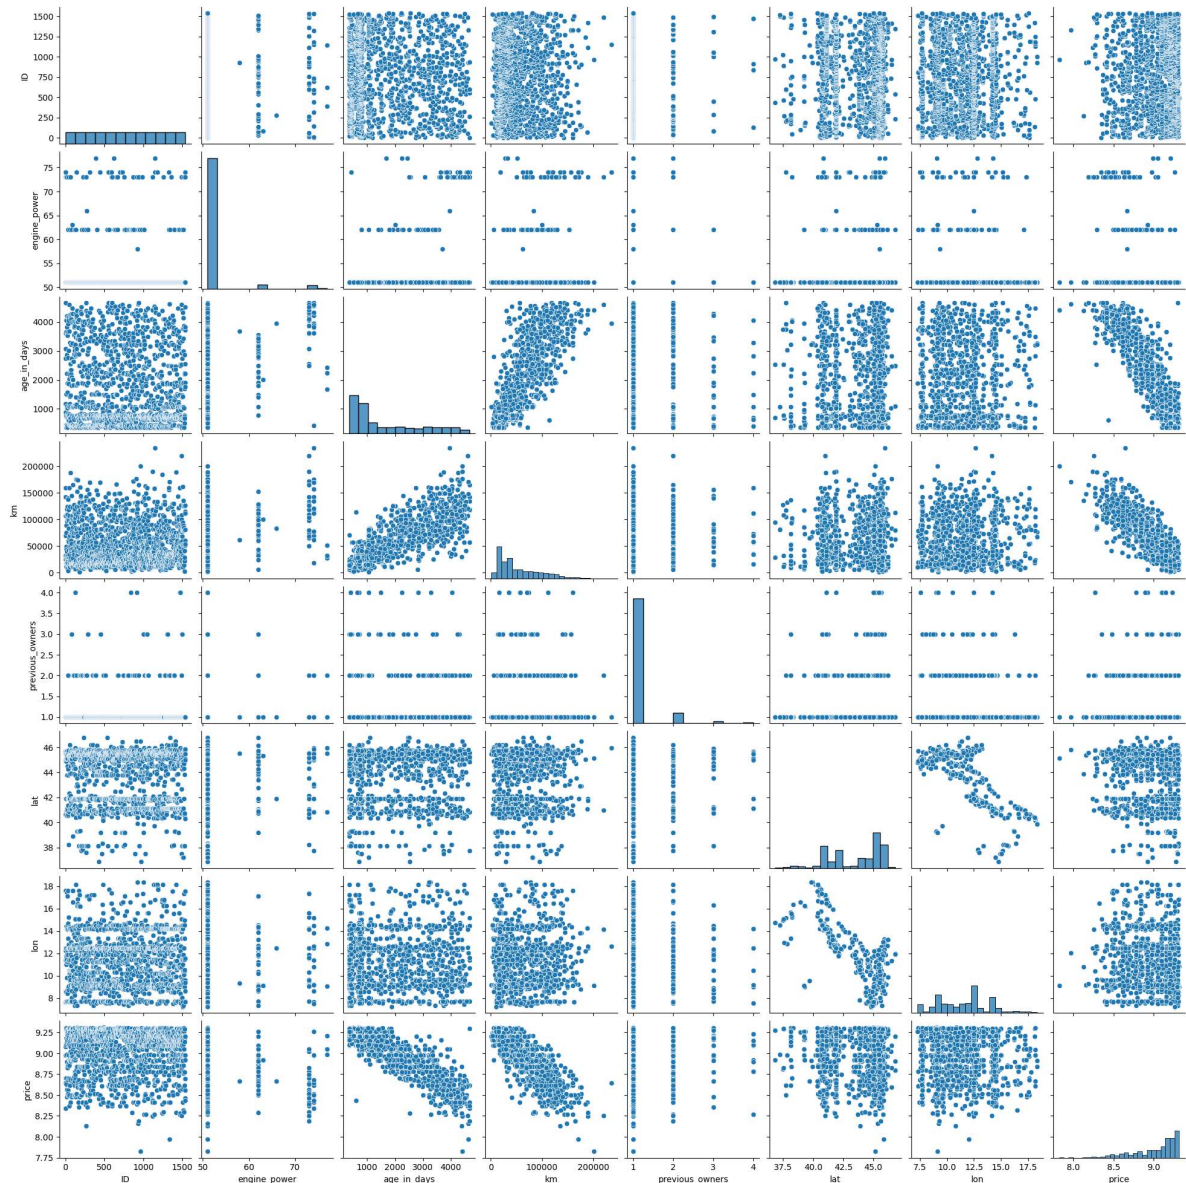 1500
1250
1000
750
500
250
0
ID
75
70
65
60
55
50
engine_power
4000
3000
2000
1000
age_in_days
200000
150000
100000
50000
0
km
4.0
3.5
3.0
2.5
2.0
1.5
1.0
previous_owners
46
44
42
40
38
lat
18
16
14
12
10
8
lon
9.25
9.00
8.75
8.50
8.25
8.00
7.75
price
0 500 1000 1500
ID
50 60 70
engine_power
1000 2000 3000 4000
age_in_days
0 100000 200000
km
1 2 3 4
previous_owners
37.5 40.0 42.5 45.0
lat
7.5 10.0 12.5 15.0 17.5
lon
8.0 8.5 9.0
price